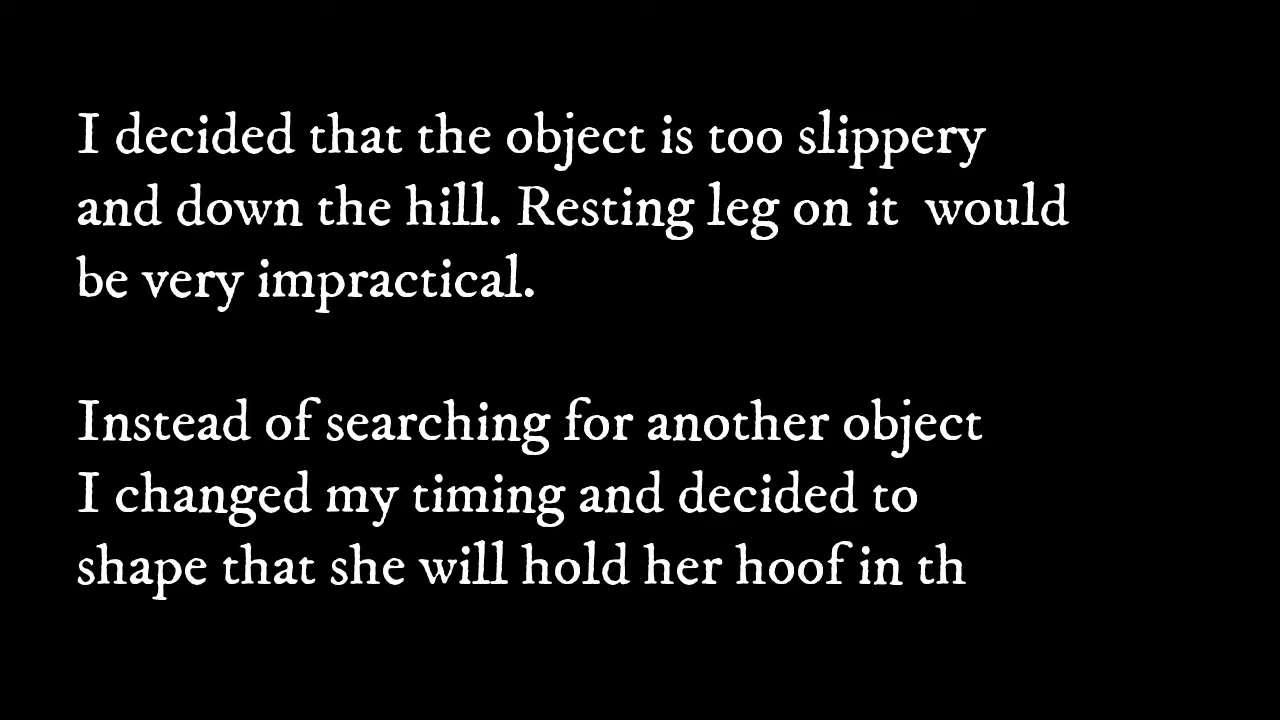 I decided that the object is too slippery
and down the hill. Resting leg on it  would
be very impractical.
Instead of searching for another object
I changed my timing and decided to
shape that she will hold her hoof in th